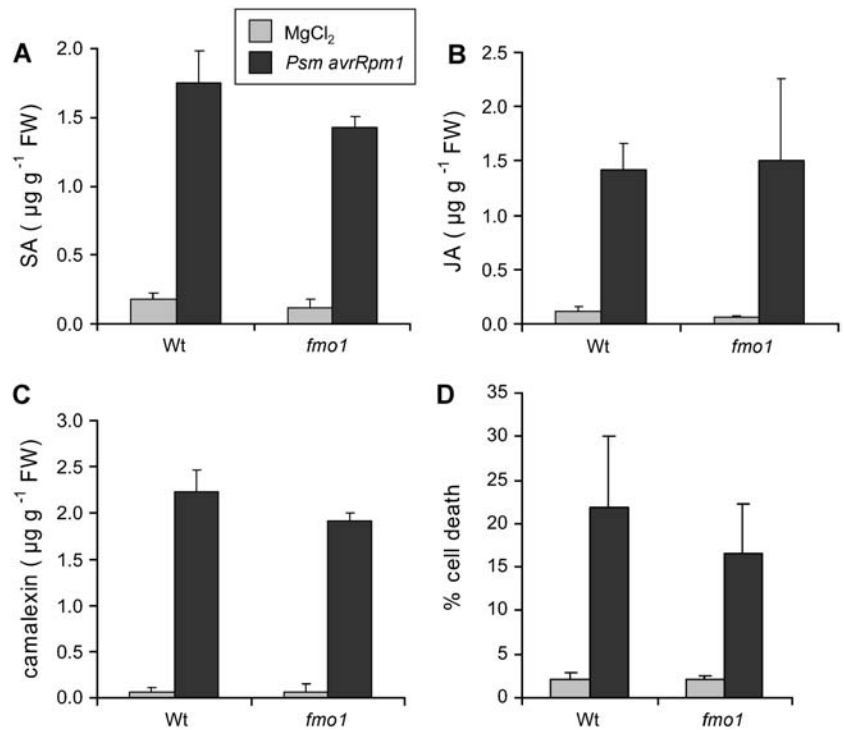 MgCl₂
Psm avrRpm1
A
SA ( µg g⁻¹ FW)
2.0
1.5
1.0
0.5
0.0
Wt
fmo1
B
JA ( µg g⁻¹ FW)
2.5
2.0
1.5
1.0
0.5
0.0
Wt
fmo1
C
camalexin ( µg g⁻¹ FW)
3.0
2.5
2.0
1.5
1.0
0.5
0.0
Wt
fmo1
D
% cell death
35
30
25
20
15
10
5
0
Wt
fmo1